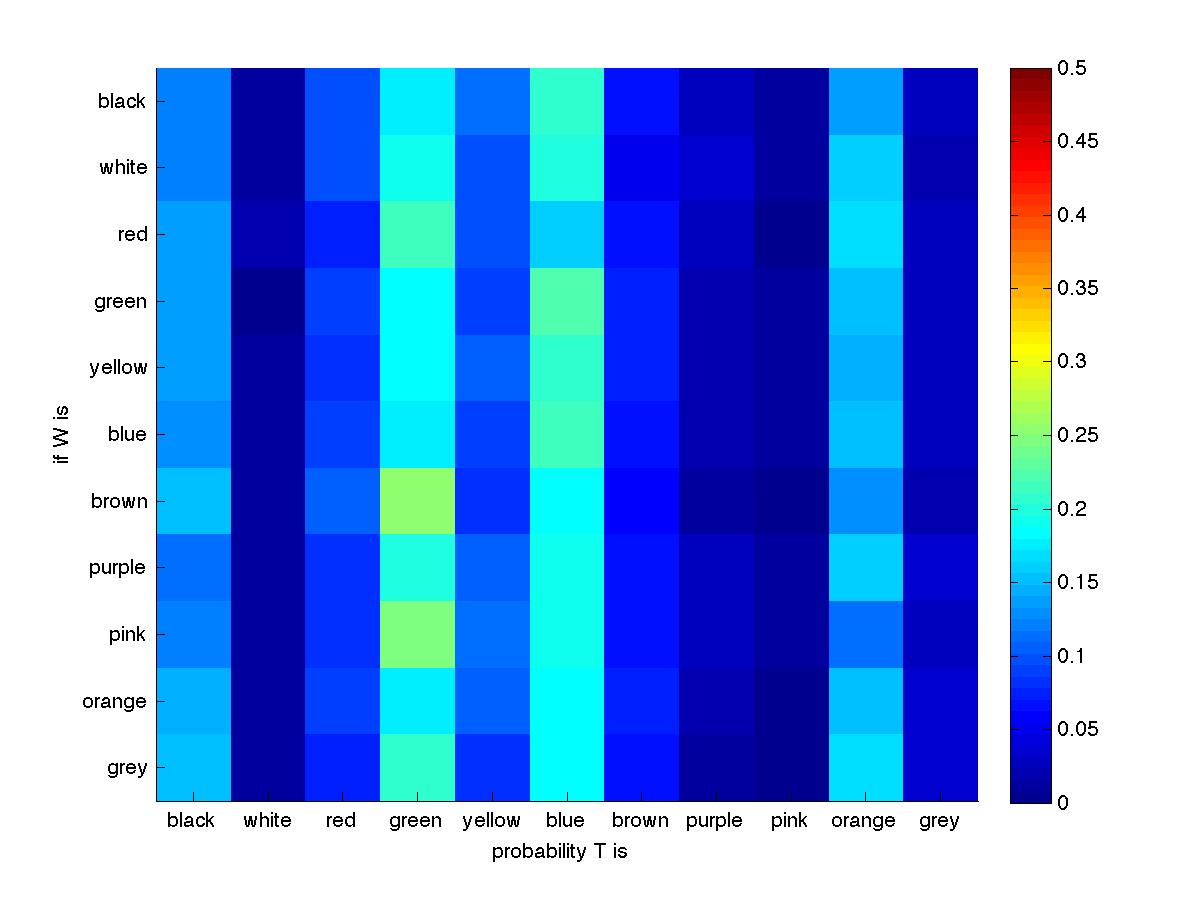 if W is
black
white
red
green
yellow
blue
brown
purple
pink
orange
grey
black white red green yellow blue brown purple pink orange grey
probability T is
0.5
0.45
0.4
0.35
0.3
0.25
0.2
0.15
0.1
0.05
0